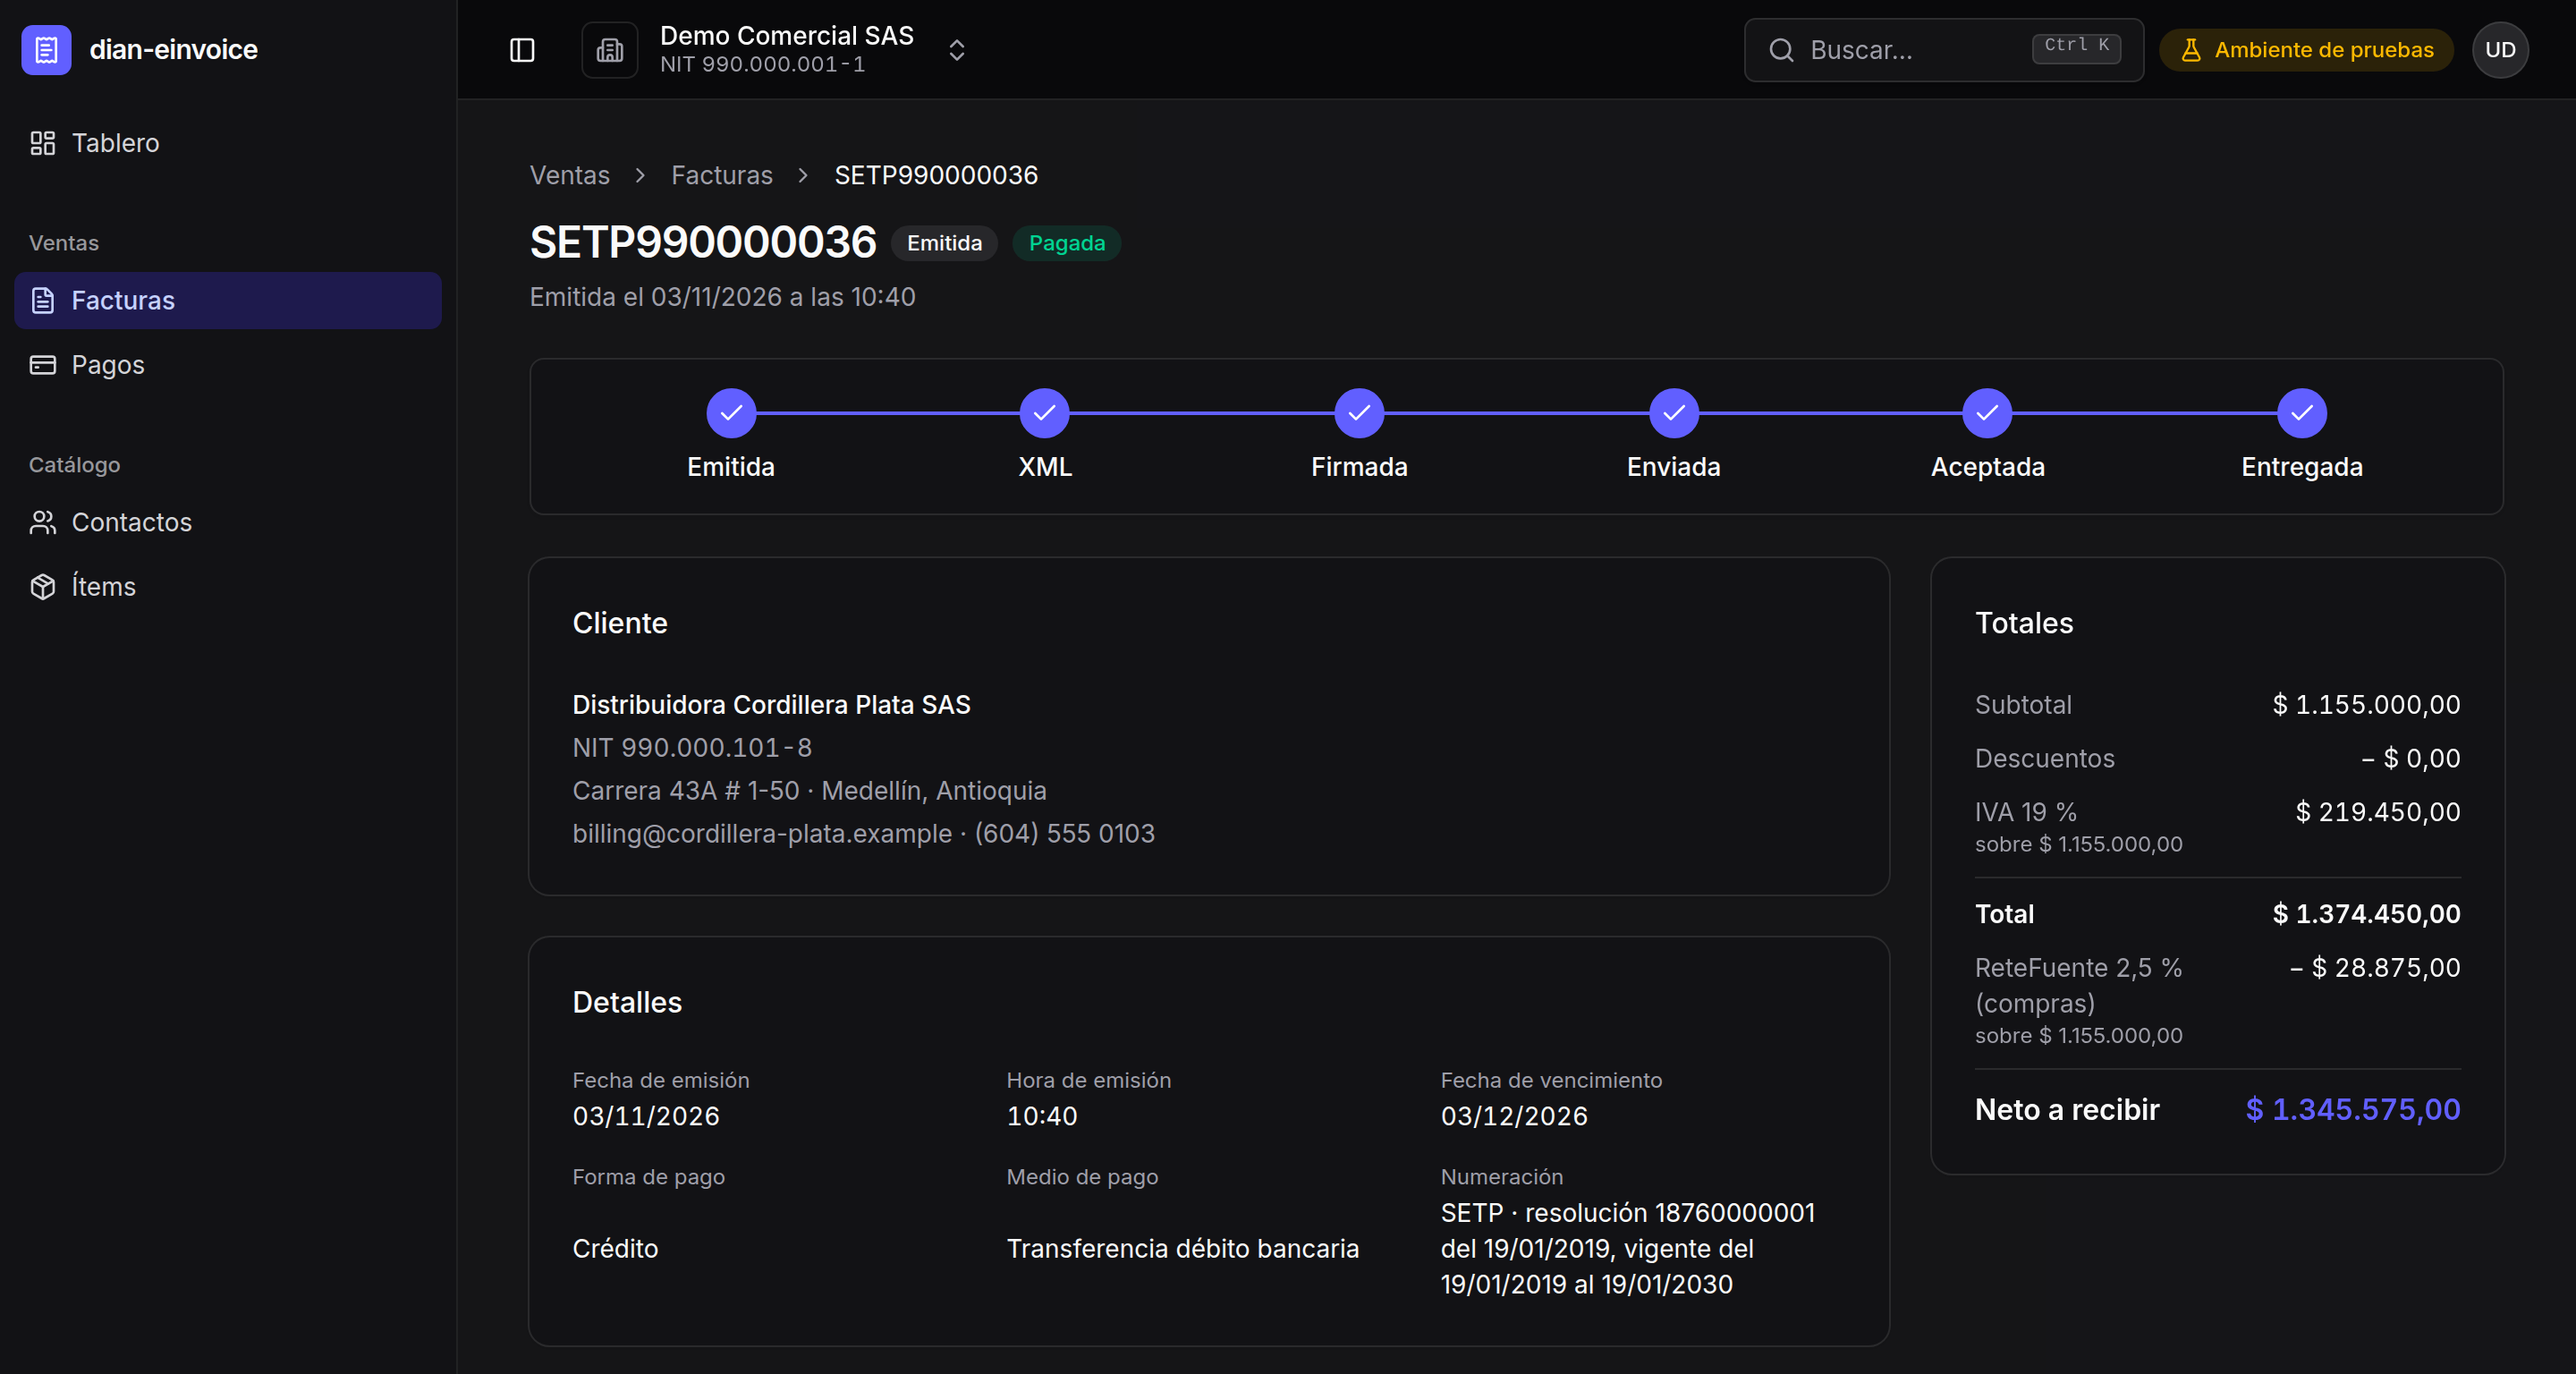 dian-einvoice
Demo Comercial SAS
NIT 990.000.001-1
Buscar...
Ctrl K
Ambiente de pruebas
UD
Tablero
Ventas
Facturas
Pagos
Catálogo
Contactos
Ítems
Ventas > Facturas > SETP990000036
SETP990000036 Emitida Pagada
Emitida el 03/11/2026 a las 10:40
Emitida XML Firmada Enviada Aceptada Entregada
Cliente
Distribuidora Cordillera Plata SAS
NIT 990.000.101-8
Carrera 43A # 1-50 · Medellín, Antioquia
billing@cordillera-plata.example · (604) 555 0103
Detalles
Fecha de emisión
03/11/2026
Hora de emisión
10:40
Fecha de vencimiento
03/12/2026
Forma de pago
Crédito
Medio de pago
Transferencia débito bancaria
Numeración
SETP · resolución 18760000001
del 19/01/2019, vigente del
19/01/2019 al 19/01/2030
Totales
Subtotal $ 1.155.000,00
Descuentos − $ 0,00
IVA 19 % $ 219.450,00
sobre $ 1.155.000,00
Total $ 1.374.450,00
ReteFuente 2,5 % − $ 28.875,00
(compras)
sobre $ 1.155.000,00
Neto a recibir $ 1.345.575,00